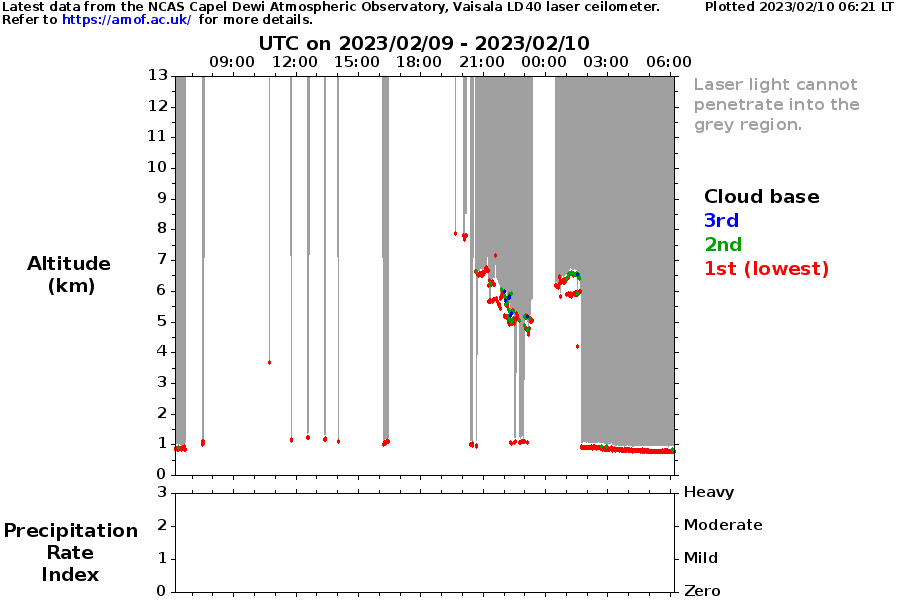 Latest data from the NCAS Capel Dewi Atmospheric Observatory, Vaisala LD40 laser ceilometer.
Plotted 2023/02/10 06:21 LT
Refer to https://amof.ac.uk/ for more details.
UTC on 2023/02/09 - 2023/02/10
09:00 12:00 15:00 18:00 21:00 00:00 03:00 06:00
13
12
11
10
9
8
7
6
5
4
3
2
1
0
Altitude
(km)
Laser light cannot
penetrate into the
grey region.
Cloud base
3rd
2nd
1st (lowest)
3
2
1
0
Precipitation
Rate
Index
Heavy
Moderate
Mild
Zero